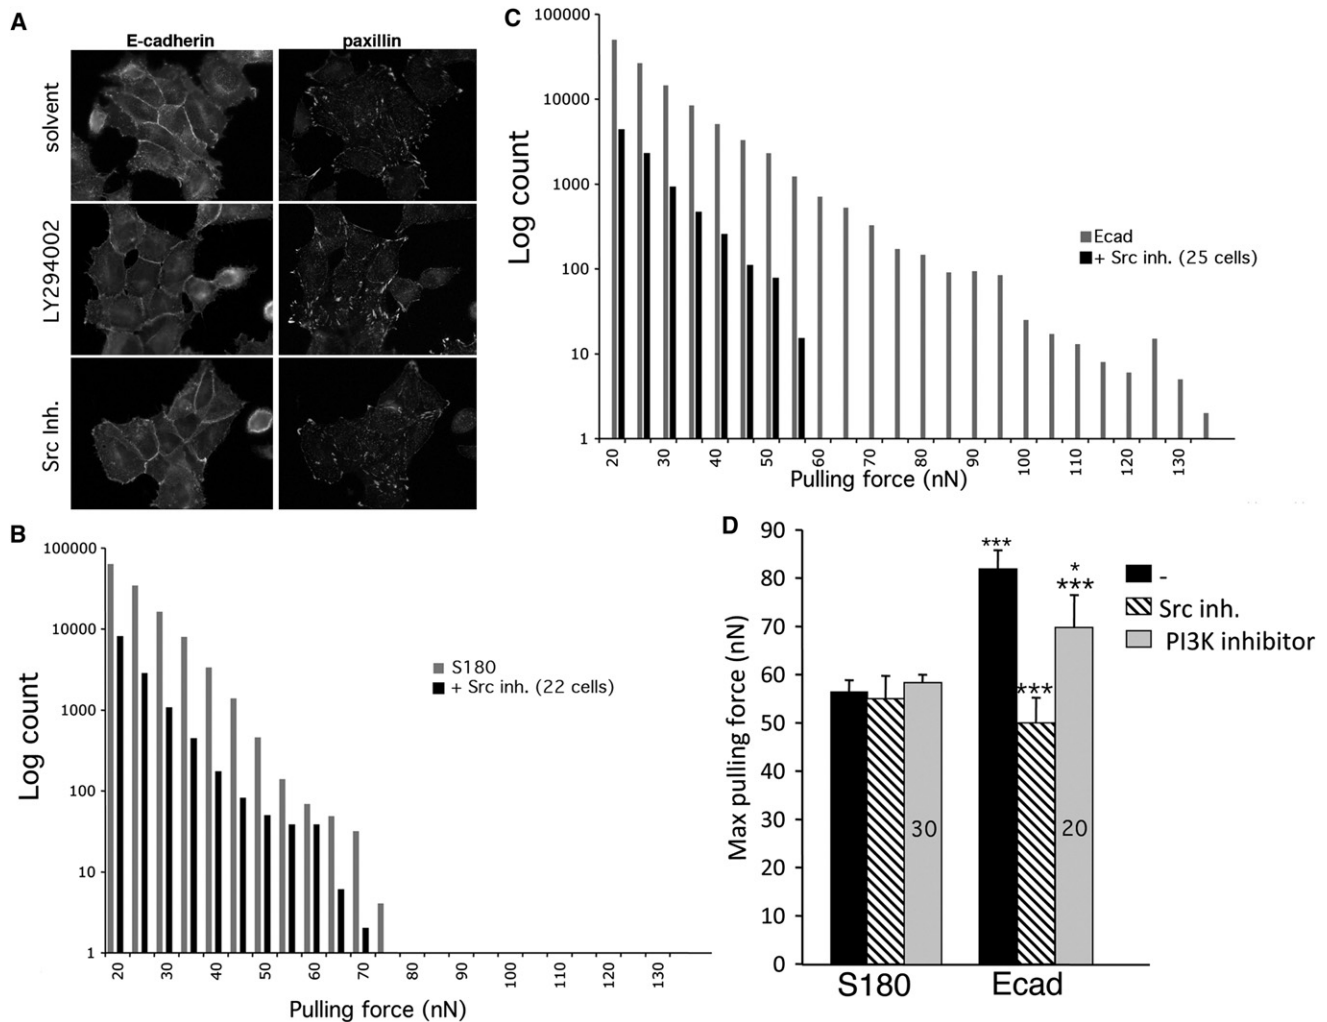 A
E-cadherin
paxillin
solvent
LY294002
Src Inh.
C
100000
10000
1000
100
10
1
Log count
Ecad
+ Src inh. (25 cells)
20
30
40
50
60
70
80
90
100
110
120
130
Pulling force (nN)
B
100000
10000
1000
100
10
1
Log count
S180
+ Src inh. (22 cells)
20
30
40
50
60
70
80
90
100
110
120
130
Pulling force (nN)
D
90
80
70
60
50
40
30
20
10
0
Max pulling force (nN)
***
***
*
***
30
20
-
Src inh.
PI3K inhibitor
S180
Ecad